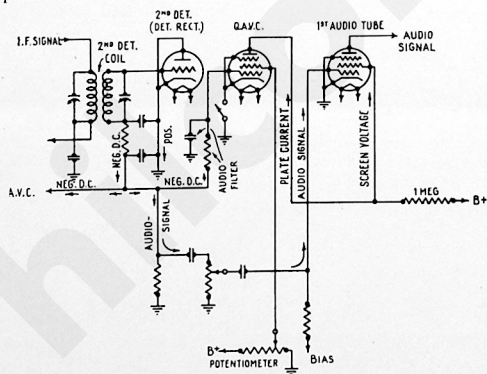 2ND DET.
(DET. RECT.)
Q.A.V.C.
1ST AUDIO TUBE
I.F. SIGNAL
2ND DET.
COIL
AUDIO
SIGNAL
NEG. D.C.
POS.
AUDIO
FILTER
PLATE CURRENT
AUDIO SIGNAL
SCREEN VOLTAGE
A.V.C.
NEG. D.C.
NEG. D.C.
1 MEG
B+
AUDIO-
SIGNAL
B+
POTENTIOMETER
BIAS